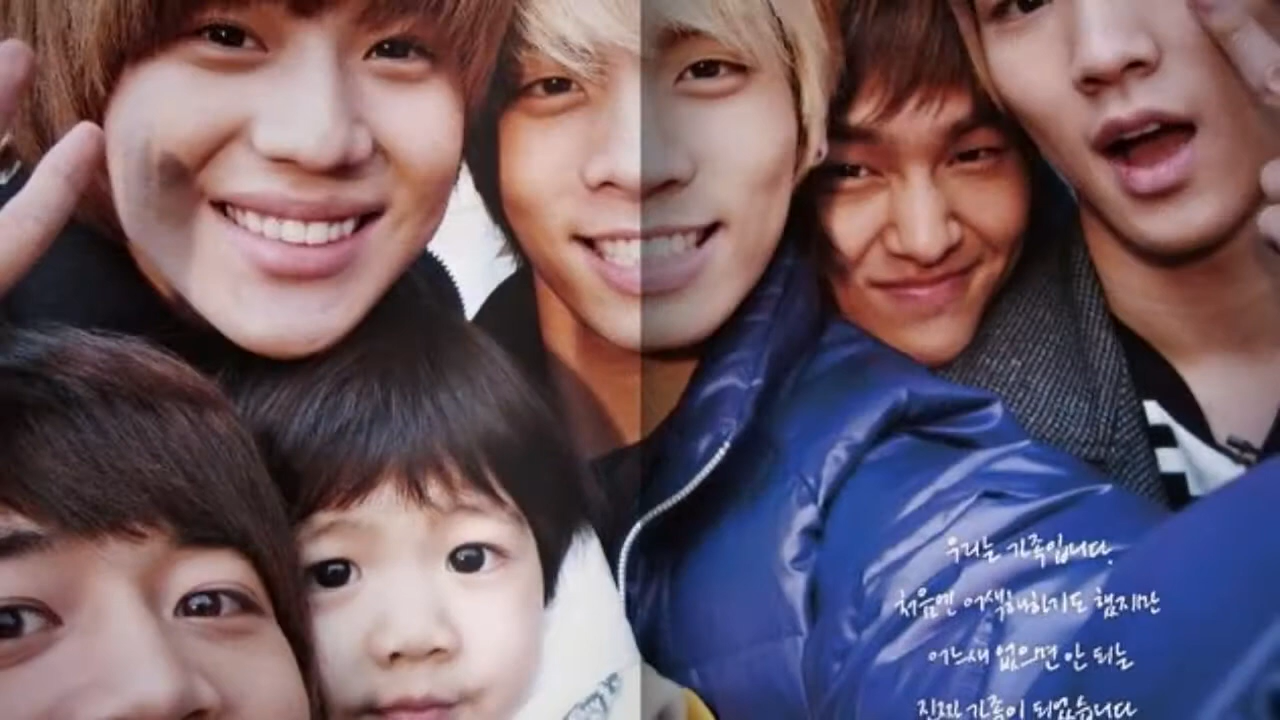 우리는 가족입니다.
처음엔 어색해하기도 했지만
어느새 없으면 안 되는
진짜 가족이 되었습니다